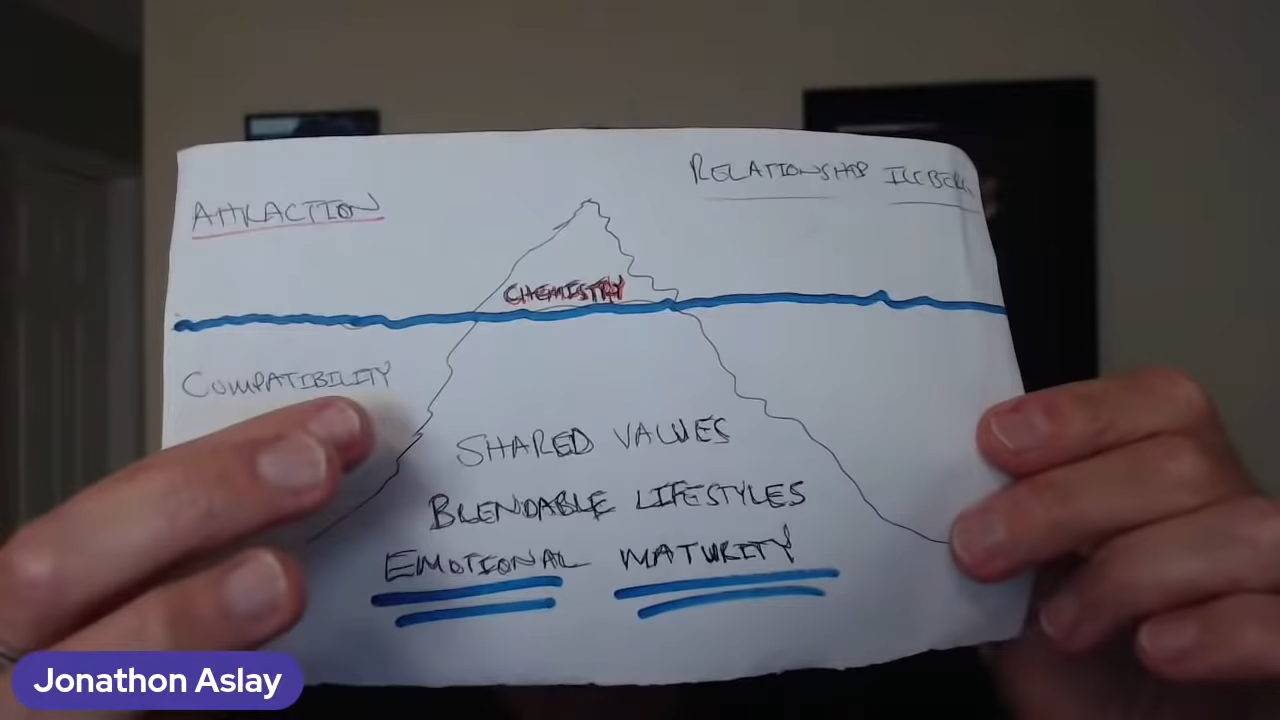 RELATIONSHIP ICEBERG
ATTRACTION
CHEMISTRY
COMPATIBILITY
SHARED VALUES
BLENDABLE LIFESTYLES
EMOTIONAL MATURITY
Jonathon Aslay